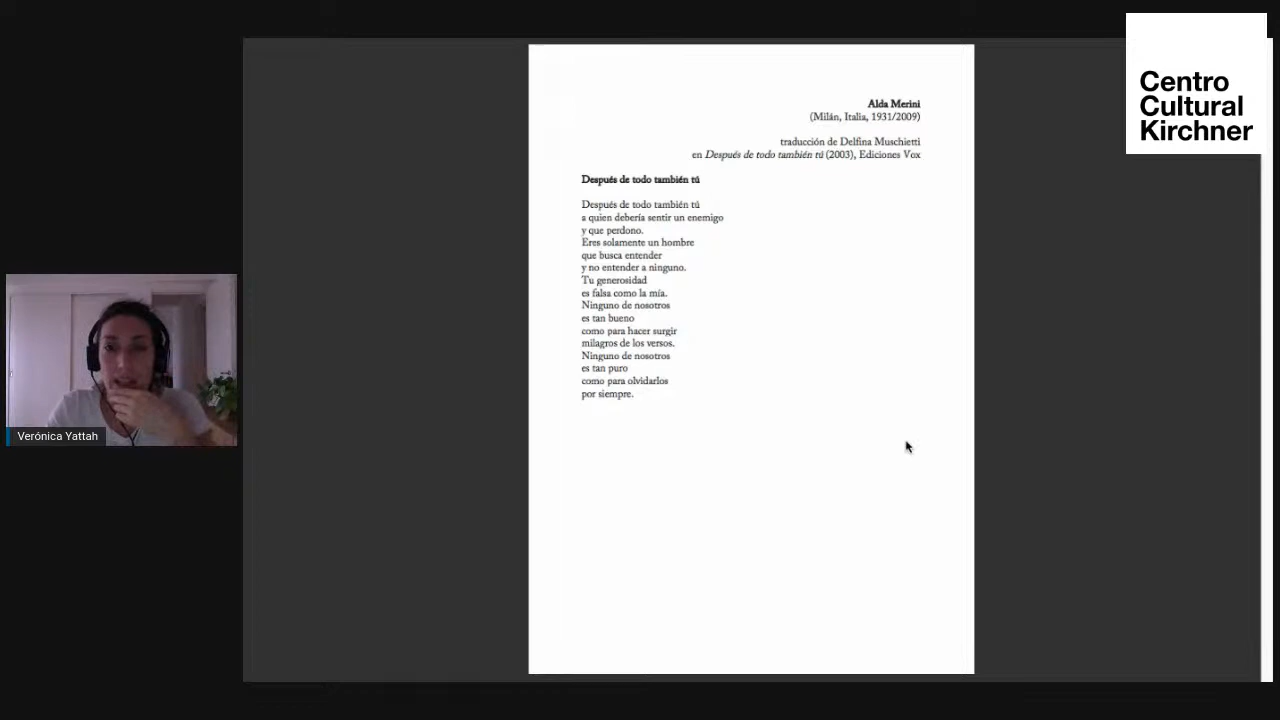 Centro
Cultural
Kirchner
Alda Merini
(Milán, Italia, 1931/2009)
traducción de Delfina Muschietti
en Después de todo también tú (2003), Ediciones Vox
Después de todo también tú
Después de todo también tú
a quien debería sentir un enemigo
y que perdono.
Eres solamente un hombre
que busca entender
y no entender a ninguno.
Tu generosidad
es falsa como la mía.
Ninguno de nosotros
es tan bueno
como para hacer surgir
milagros de los versos.
Ninguno de nosotros
es tan puro
como para olvidarlos
por siempre.
Verónica Yattah